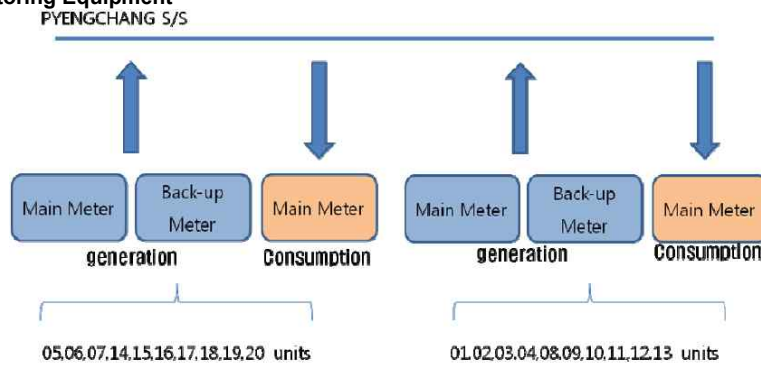 PYENGCHANG S/S
Main Meter
Back-up
Meter
Main Meter
Main Meter
Back-up
Meter
Main Meter
generation
Consumption
generation
Consumption
05,06,07,14,15,16,17,18,19,20 units
01.02,03.04,08.09,10,11,12.13 units